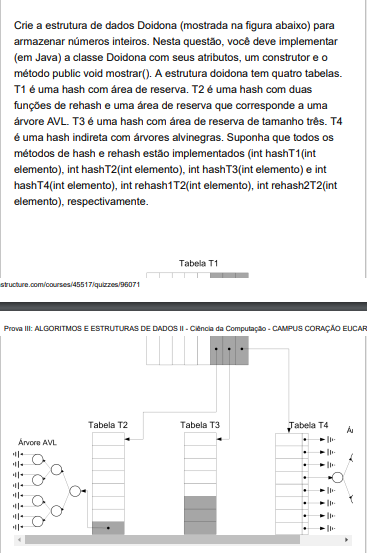 Crie a estrutura de dados Doidona (mostrada na figura abaixo) para
armazenar números inteiros. Nesta questão, você deve implementar
(em Java) a classe Doidona com seus atributos, um construtor e o
método public void mostrar(). A estrutura doidona tem quatro tabelas.
T1 é uma hash com área de reserva. T2 é uma hash com duas
funções de rehash e uma área de reserva que corresponde a uma
árvore AVL. T3 é uma hash com área de reserva de tamanho três. T4
é uma hash indireta com árvores alvinegras. Suponha que todos os
métodos de hash e rehash estão implementados (int hashT1(int
elemento), int hashT2(int elemento), int hashT3(int elemento) e int
hashT4(int elemento), int rehash1T2(int elemento), int rehash2T2(int
elemento), respectivamente.
Tabela T1
structure.com/courses/45517/quizzes/96071
Prova III: ALGORITMOS E ESTRUTURAS DE DADOS II - Ciência da Computação - CAMPUS CORAÇÃO EUCAR
Tabela T2
Tabela T3
Tabela T4
Árvore AVL